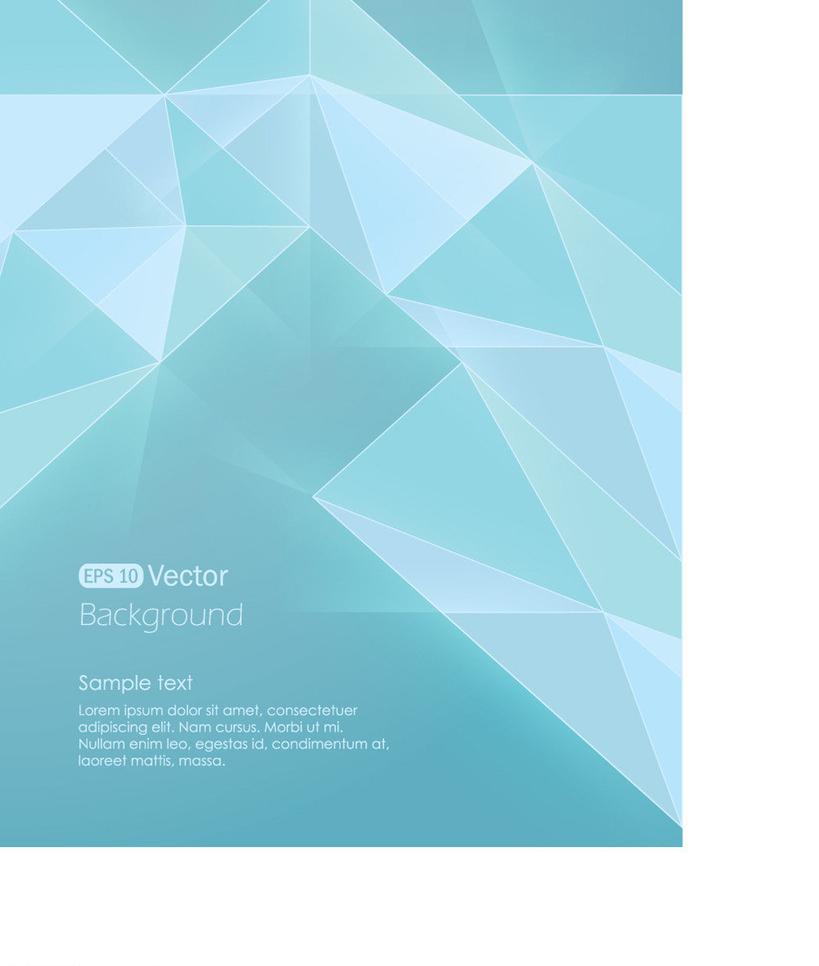 EPS 10 Vector
Background
Sample text
Lorem ipsum dolor sit amet, consectetuer
adipiscing elit. Nam cursus. Morbi ut mi.
Nullam enim leo, egestas id, condimentum at,
laoreet mattis, massa.